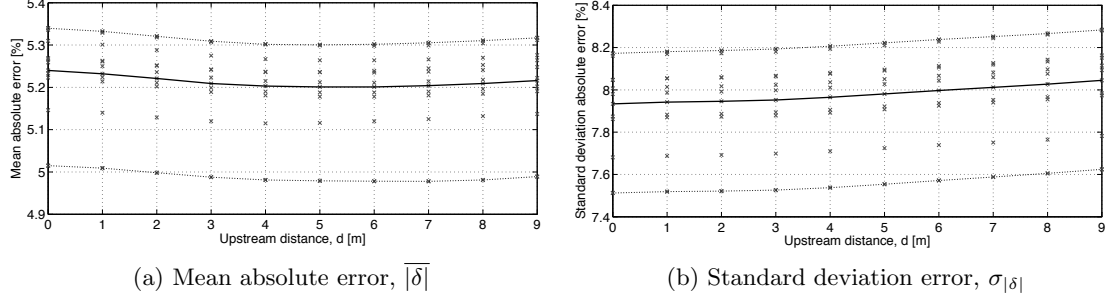 5.4
5.3
5.2
5.1
5
4.9
Mean absolute error [%]
0 1 2 3 4 5 6 7 8 9
Upstream distance, d [m]
(a) Mean absolute error, |δ|
8.4
8.2
8
7.8
7.6
7.4
Standard deviation absolute error [%]
0 1 2 3 4 5 6 7 8 9
Upstream distance, d [m]
(b) Standard deviation error, σ|δ|